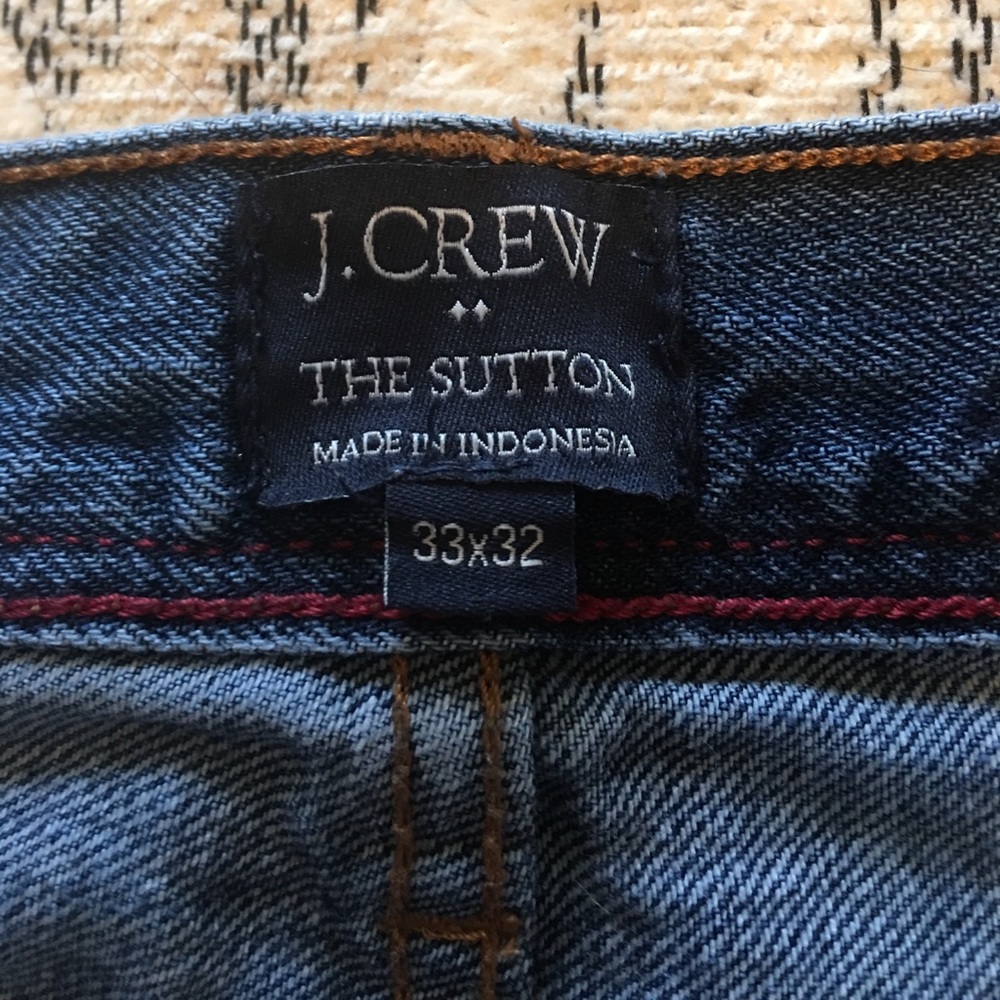 J.CREW
THE SUTTON
MADE IN INDONESIA
33x32